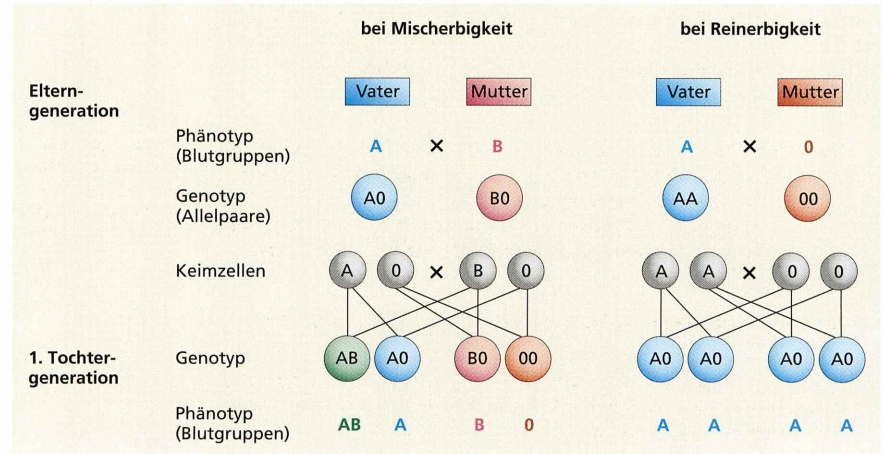 bei Mischerbigkeit bei Reinerbigkeit
Eltern-
generation
Vater Mutter Vater Mutter
Phänotyp
(Blutgruppen)
A × B A × 0
Genotyp
(Allelpaare)
A0 B0 AA 00
Keimzellen A 0 × B 0 A A × 0 0
1. Tochter-
generation
Genotyp AB A0 B0 00 A0 A0 A0 A0
Phänotyp
(Blutgruppen)
AB A B 0 A A A A